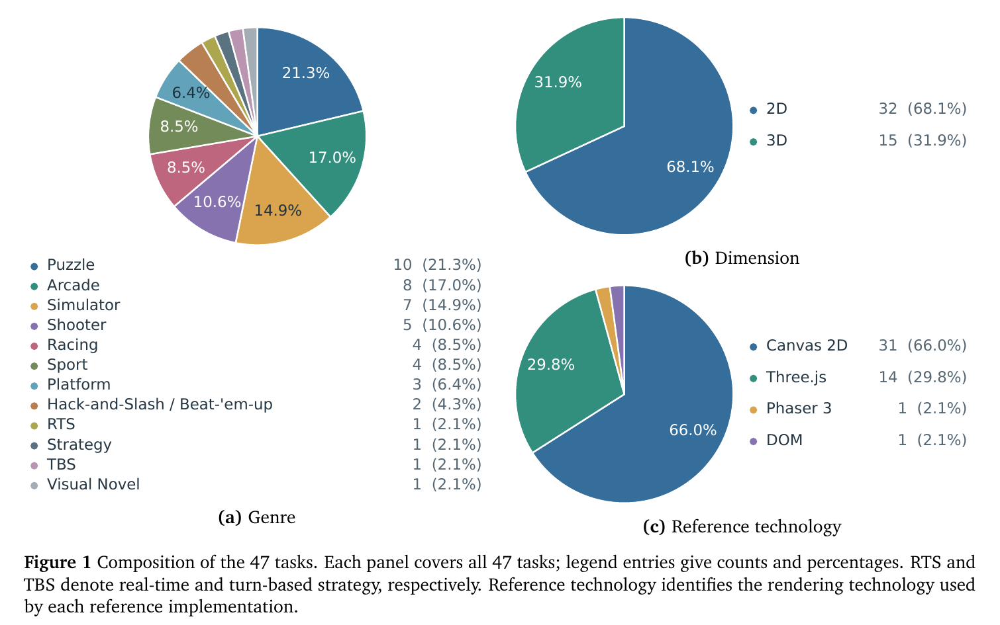 21.3%
17.0%
14.9%
10.6%
8.5%
8.5%
6.4%
Puzzle 10 (21.3%)
Arcade 8 (17.0%)
Simulator 7 (14.9%)
Shooter 5 (10.6%)
Racing 4 (8.5%)
Sport 4 (8.5%)
Platform 3 (6.4%)
Hack-and-Slash / Beat-'em-up 2 (4.3%)
RTS 1 (2.1%)
Strategy 1 (2.1%)
TBS 1 (2.1%)
Visual Novel 1 (2.1%)
(a) Genre
31.9%
68.1%
2D 32 (68.1%)
3D 15 (31.9%)
(b) Dimension
29.8%
66.0%
Canvas 2D 31 (66.0%)
Three.js 14 (29.8%)
Phaser 3 1 (2.1%)
DOM 1 (2.1%)
(c) Reference technology
Figure 1 Composition of the 47 tasks. Each panel covers all 47 tasks; legend entries give counts and percentages. RTS and
TBS denote real-time and turn-based strategy, respectively. Reference technology identifies the rendering technology used
by each reference implementation.